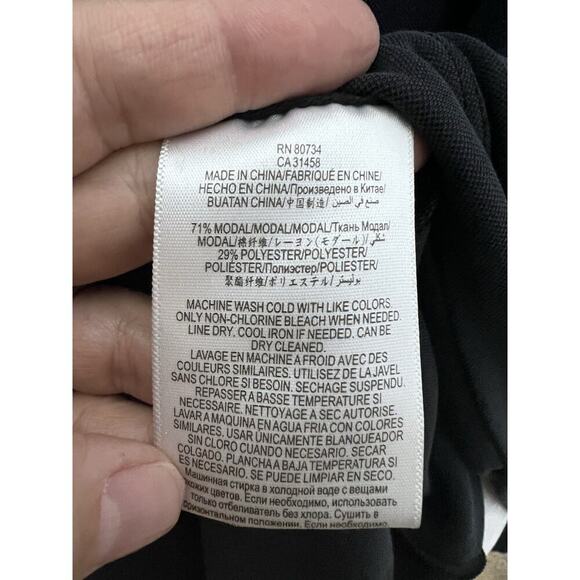 RN 80734
CA 31458
MADE IN CHINA/FABRIQUÉ EN CHINE/
HECHO EN CHINA/Произведено в Китае/
BUATAN CHINA/中国制造/صنع في الصين/
71% MODAL/MODAL/MODAL/Ткань Модал/
MODAL/棉纤维/レーヨン(モダール)/
29% POLYESTER/POLYESTER/
POLIÉSTER/Полиэстер/POLIESTER/
聚酯纤维/ポリエステル/بوليستر
MACHINE WASH COLD WITH LIKE COLORS.
ONLY NON-CHLORINE BLEACH WHEN NEEDED.
LINE DRY. COOL IRON IF NEEDED. CAN BE
DRY CLEANED.
LAVAGE EN MACHINE A FROID AVEC DES
COULEURS SIMILAIRES. UTILISEZ DE LA JAVEL
SANS CHLORE SI BESOIN. SECHAGE SUSPENDU.
REPASSER A BASSE TEMPERATURE SI
NECESSAIRE. NETTOYAGE A SEC AUTORISE.
LAVAR A MAQUINA EN AGUA FRIA CON COLORES
SIMILARES. USAR ÚNICAMENTE BLANQUEADOR
SIN CLORO CUANDO NECESARIO. SECAR
COLGADO. PLANCHA A BAJA TEMPERATURA SI
ES NECESARIO. SE PUEDE LIMPIAR EN SECO.
Машинная стирка в холодной воде с вещами
цветов. Если необходимо, использовать
только отбеливатель без хлора. Сушить в
положении. Если необходимо,